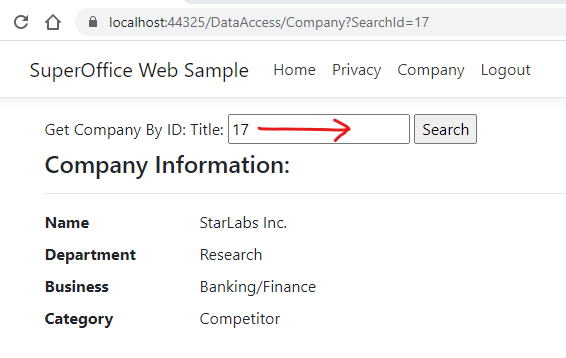 localhost:44325/DataAccess/Company?SearchId=17
SuperOffice Web Sample Home Privacy Company Logout
Get Company By ID: Title: 17 Search
Company Information:
Name StarLabs Inc.
Department Research
Business Banking/Finance
Category Competitor